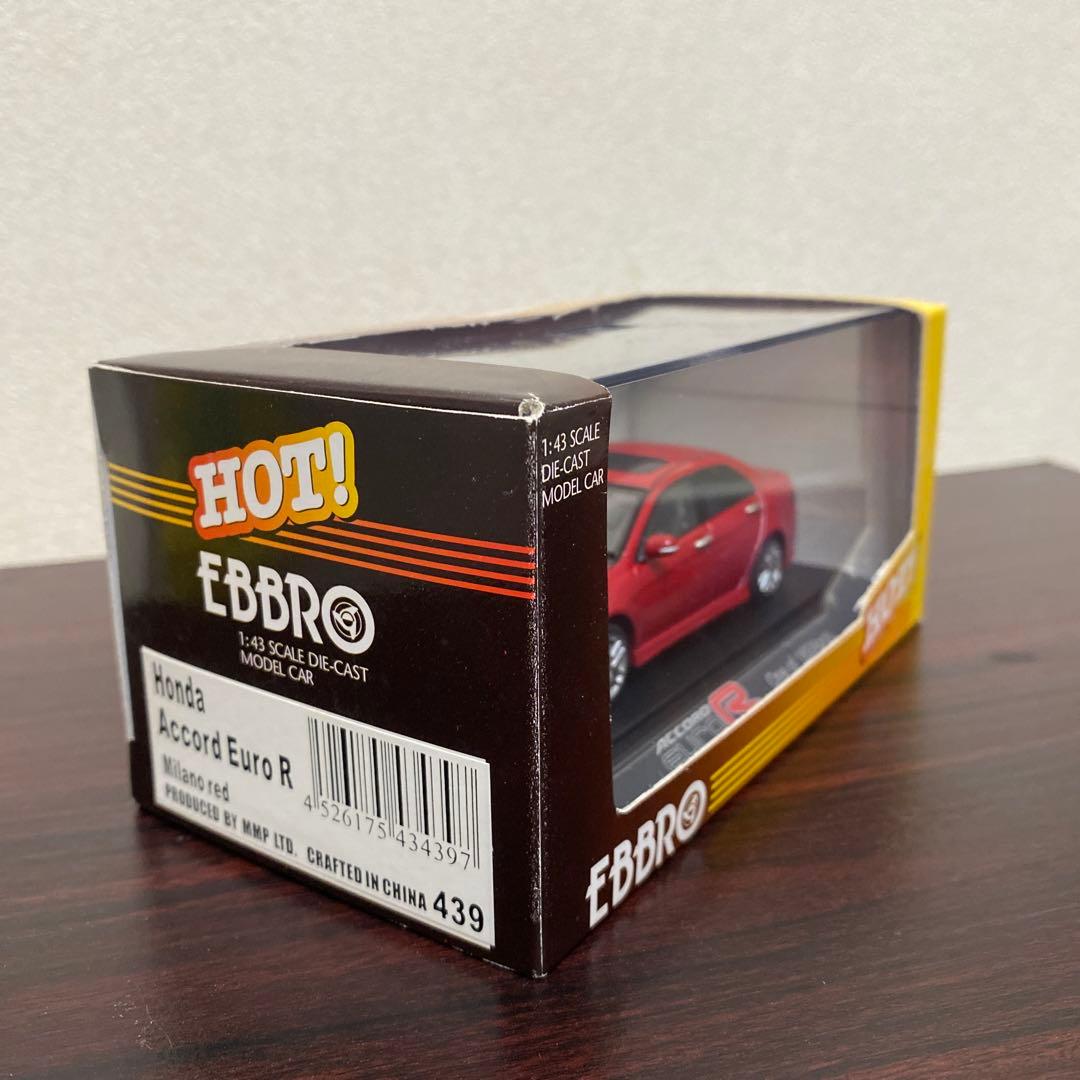 HOT!
EBBRO
1:43 SCALE DIE-CAST
MODEL CAR
Honda
Accord Euro R
Milano red
PRODUCED BY MMP LTD. CRAFTED IN CHINA 439
4 526175 434397
1:43 SCALE
DIE-CAST
MODEL CAR
ACCORD
R
EBBRO